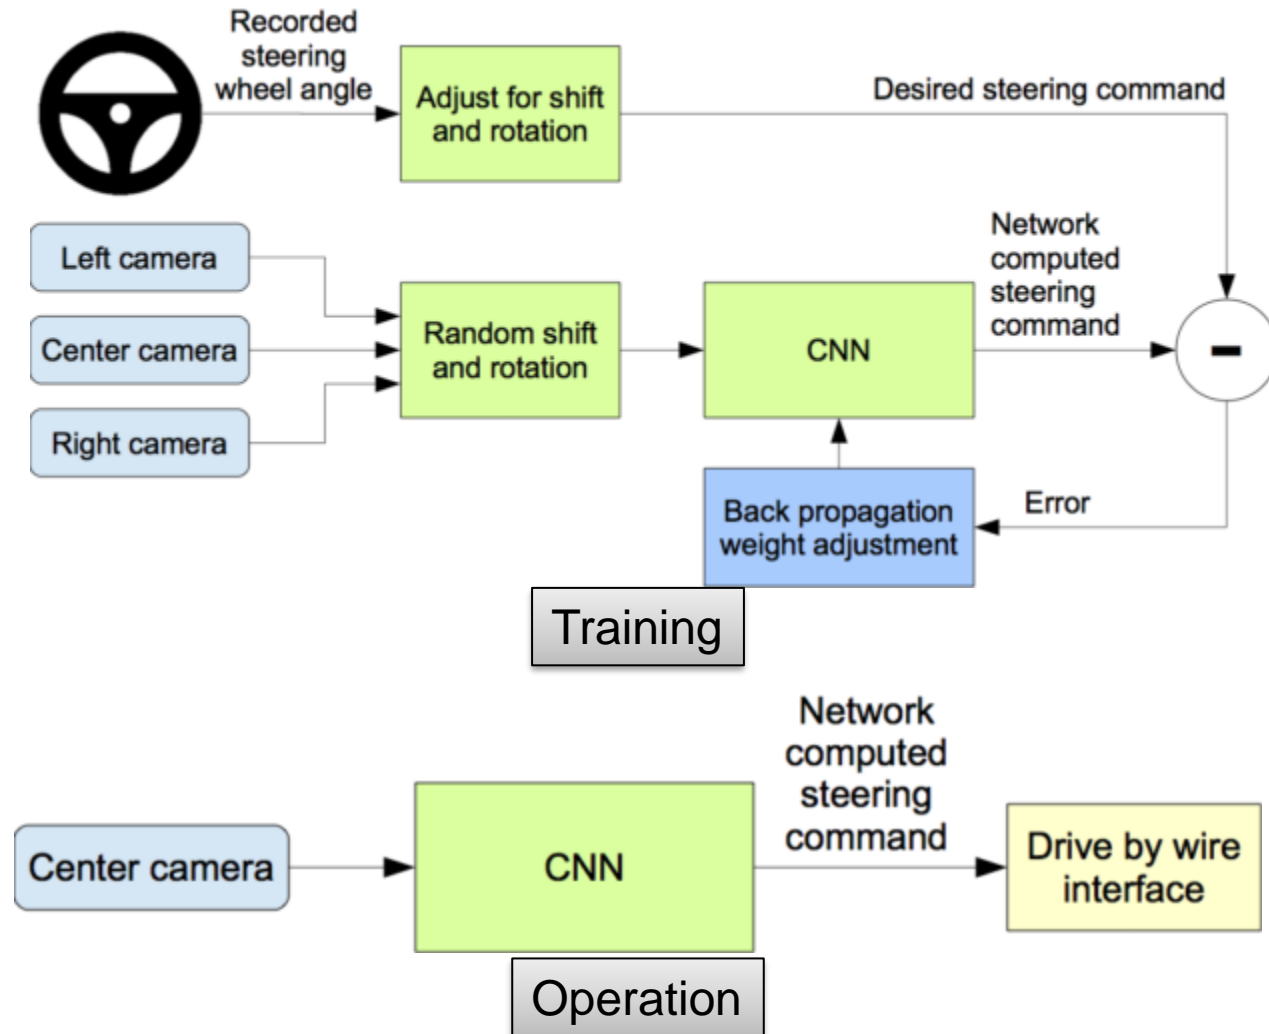 Recorded
steering
wheel angle
Adjust for shift
and rotation
Desired steering command
Left camera
Center camera
Right camera
Random shift
and rotation
CNN
Network
computed
steering
command
-
Back propagation
weight adjustment
Error
Training
Center camera
CNN
Network
computed
steering
command
Drive by wire
interface
Operation